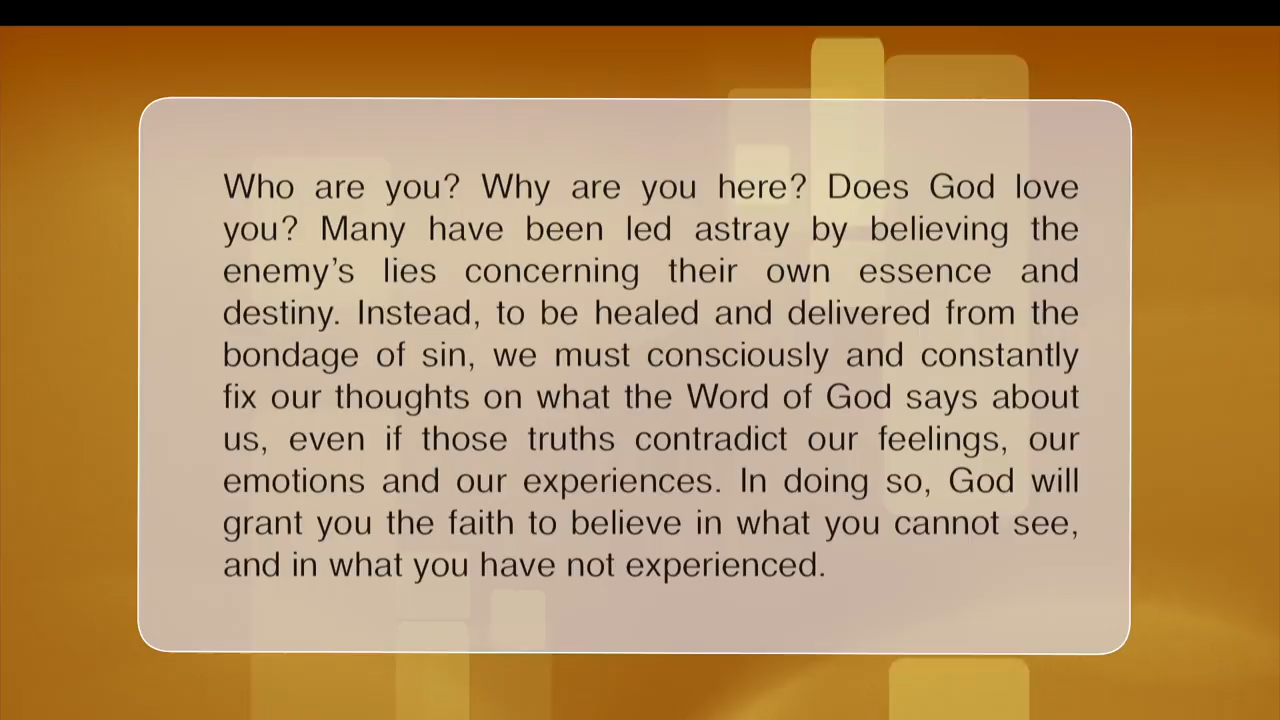 Who are you? Why are you here? Does God love
you? Many have been led astray by believing the
enemy’s lies concerning their own essence and
destiny. Instead, to be healed and delivered from the
bondage of sin, we must consciously and constantly
fix our thoughts on what the Word of God says about
us, even if those truths contradict our feelings, our
emotions and our experiences. In doing so, God will
grant you the faith to believe in what you cannot see,
and in what you have not experienced.